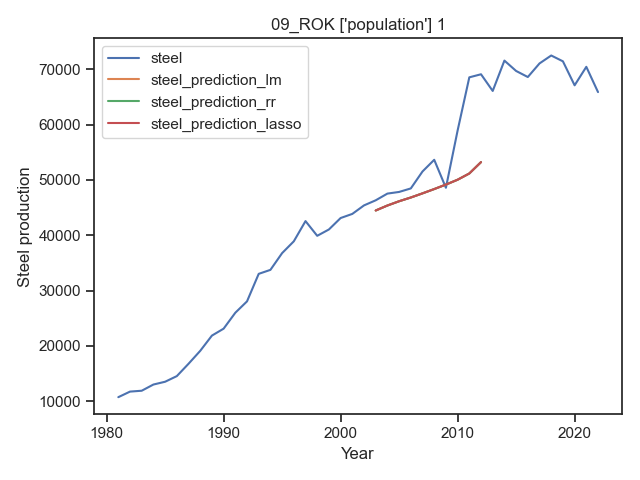 09_ROK ['population'] 1
steel
steel_prediction_lm
steel_prediction_rr
steel_prediction_lasso
Steel production
70000
60000
50000
40000
30000
20000
10000
1980 1990 2000 2010 2020
Year